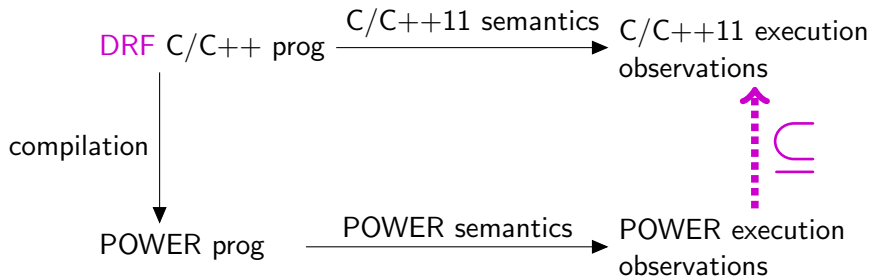 DRF C/C++ prog
C/C++11 semantics
C/C++11 execution
observations
compilation
⊆
POWER prog
POWER semantics
POWER execution
observations